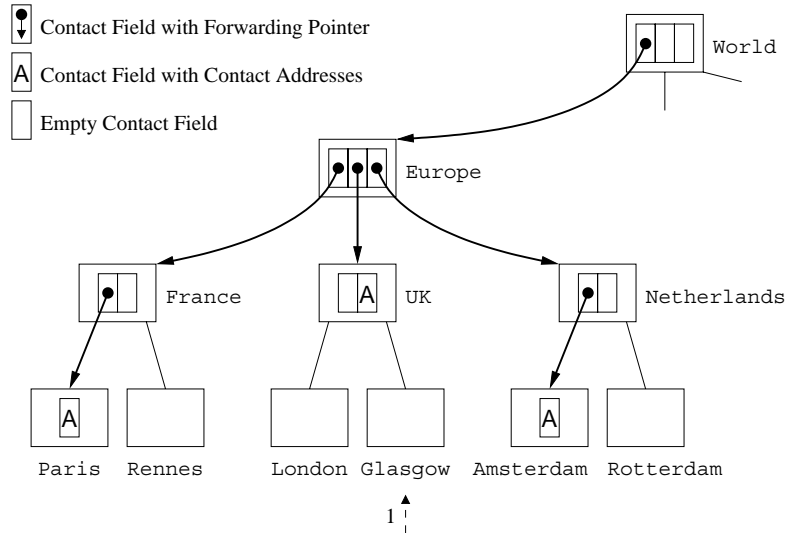 Contact Field with Forwarding Pointer
A Contact Field with Contact Addresses
Empty Contact Field
World
Europe
France
A UK
Netherlands
A
A
Paris Rennes London Glasgow Amsterdam Rotterdam
1